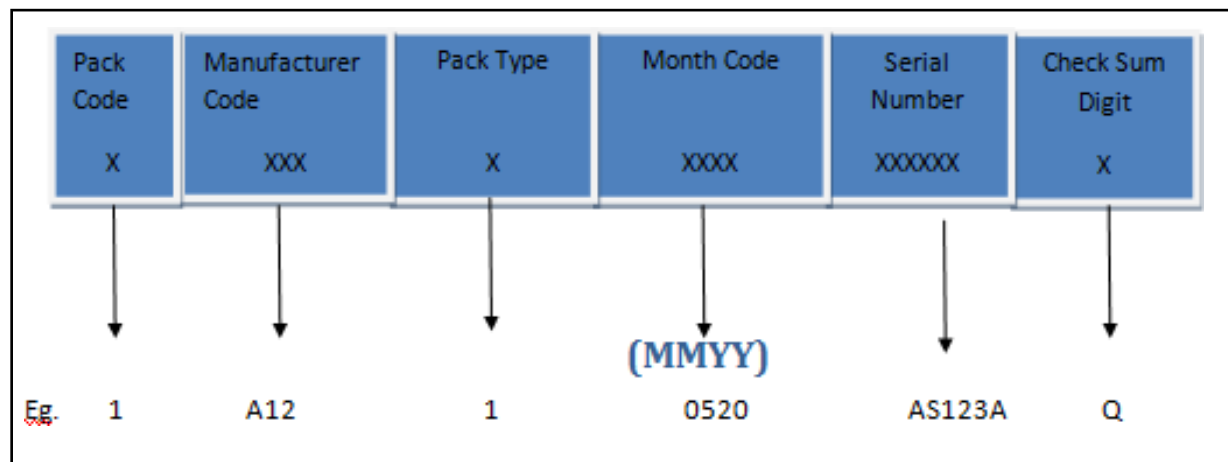 Pack Code
X
Manufacturer Code
XXX
Pack Type
X
Month Code
XXXX
Serial Number
XXXXXX
Check Sum Digit
X
(MMYY)
Eg. 1 A12 1 0520 AS123A Q